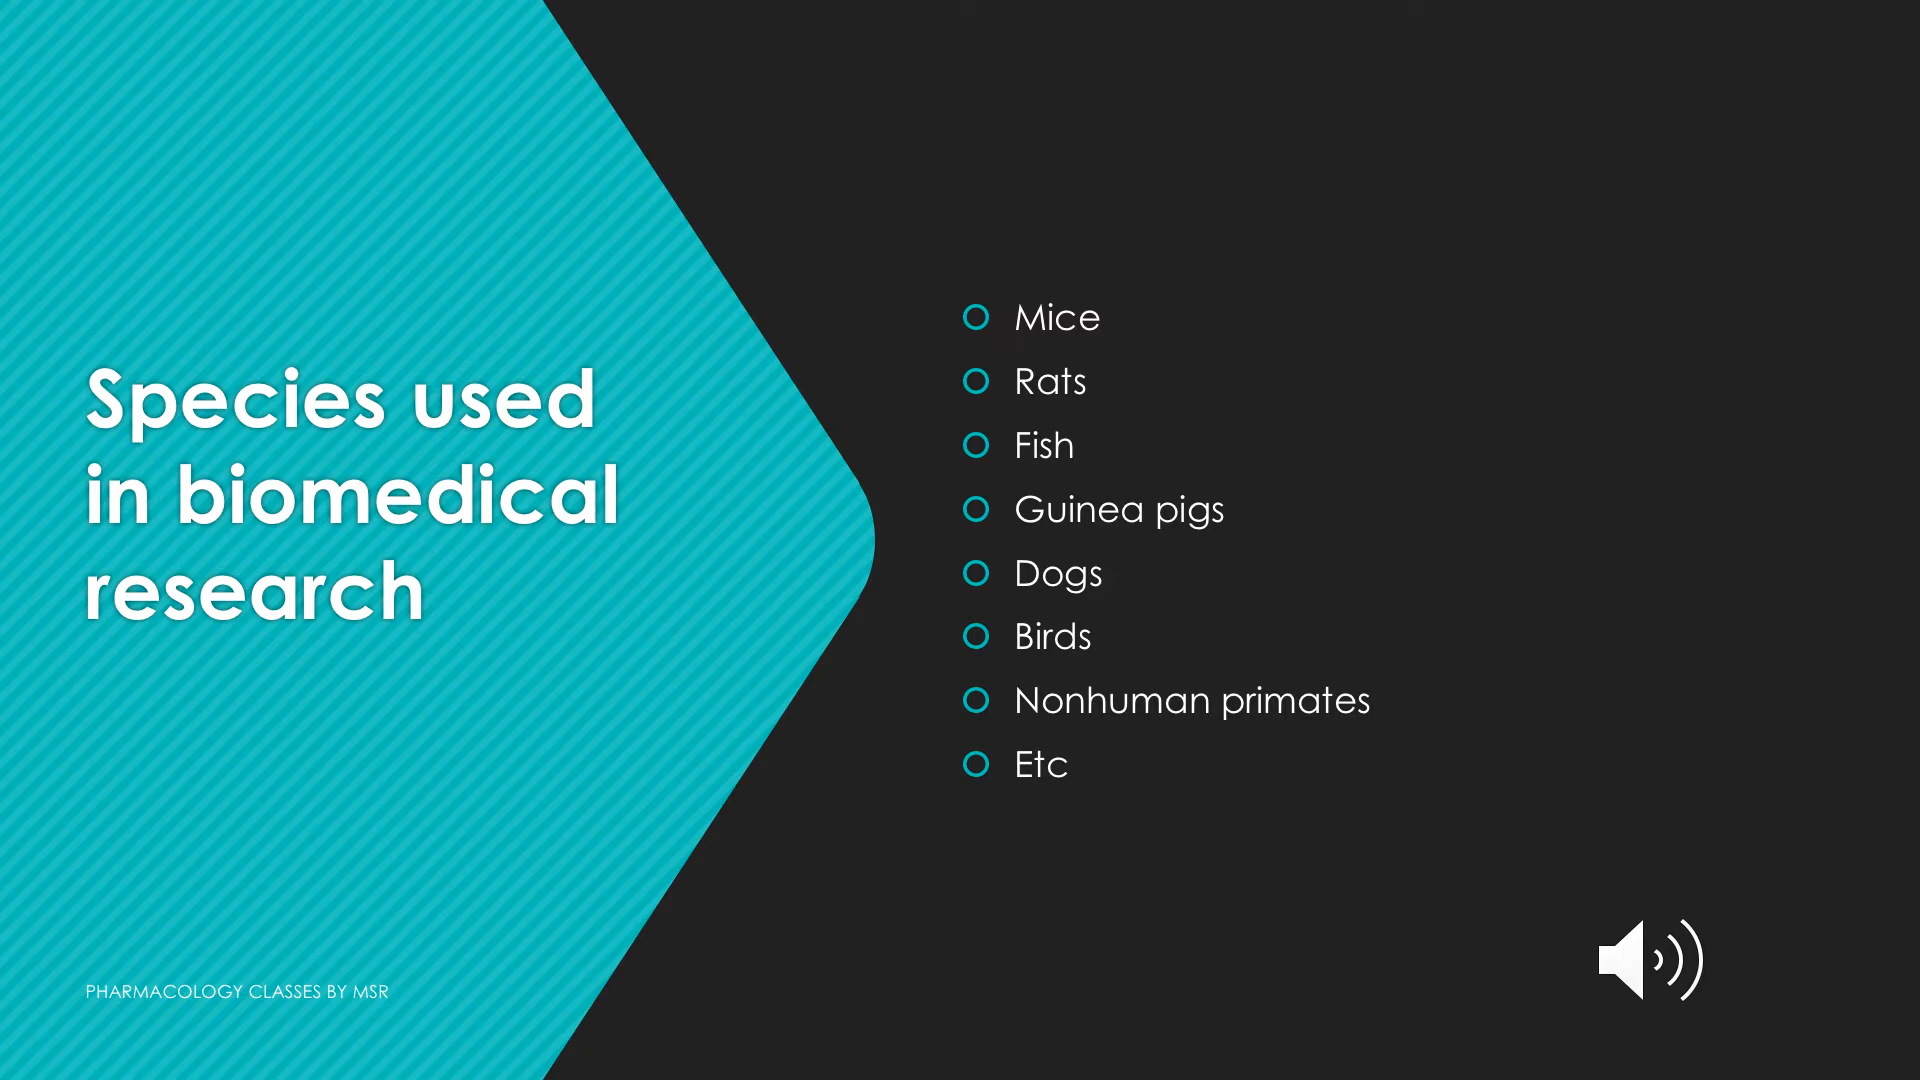 Species used
in biomedical
research
Mice
Rats
Fish
Guinea pigs
Dogs
Birds
Nonhuman primates
Etc
PHARMACOLOGY CLASSES BY MSR